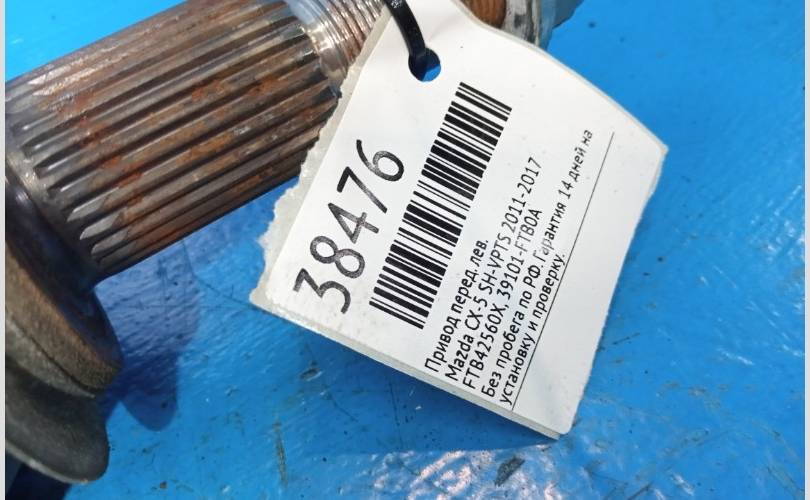 38476
Привод перед.лев.
Mazda CX-5 SH-VPTS 2011-2017
FTB42560X, 39101-FTB0A
Без пробега по РФ. Гарантия 14 дней на
установку и проверку.